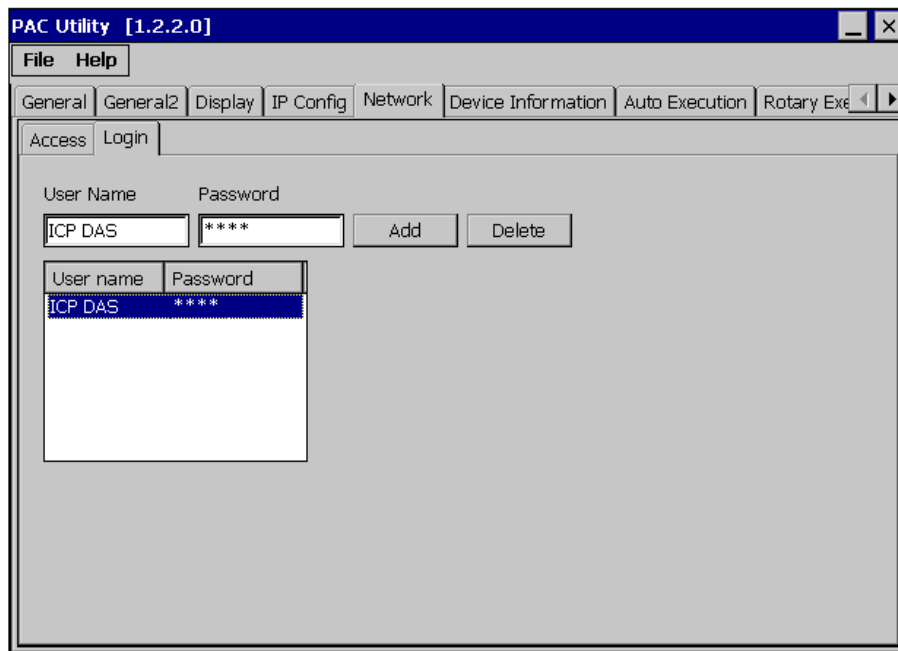 PAC Utility [1.2.2.0]
File Help
General General2 Display IP Config Network Device Information Auto Execution Rotary Exe
Access Login
User Name Password
ICP DAS **** Add Delete
User name Password
ICP DAS ****